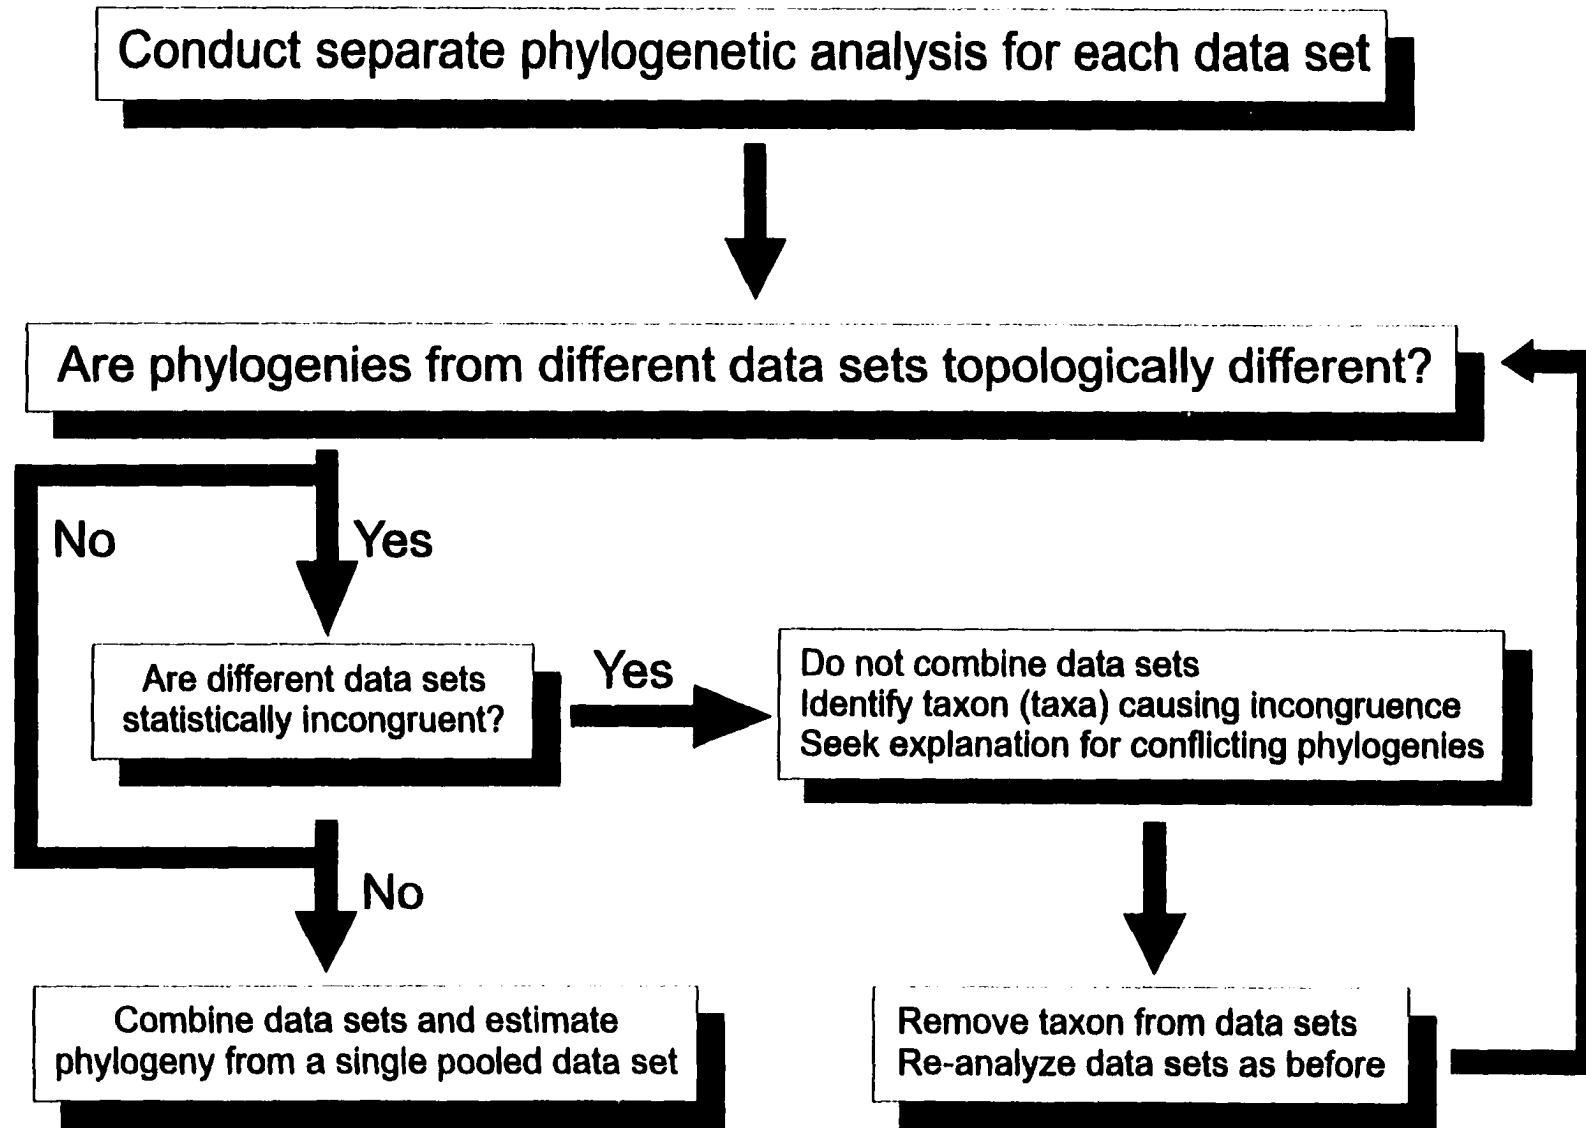 Conduct separate phylogenetic analysis for each data set
Are phylogenies from different data sets topologically different?
No
Yes
Are different data sets
statistically incongruent?
Yes
Do not combine data sets
Identify taxon (taxa) causing incongruence
Seek explanation for conflicting phylogenies
No
Combine data sets and estimate
phylogeny from a single pooled data set
Remove taxon from data sets
Re-analyze data sets as before